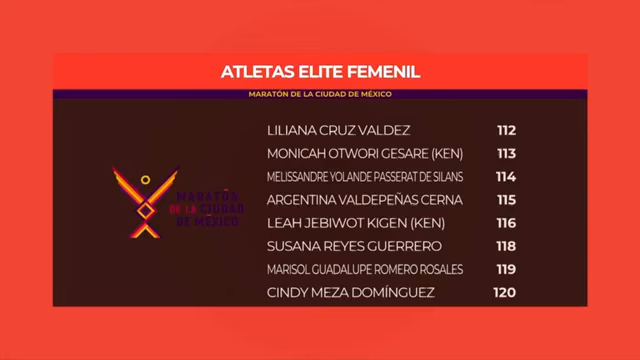 ATLETAS ELITE FEMENIL
MARATÓN DE LA CIUDAD DE MÉXICO
LILIANA CRUZ VALDEZ 112
MONICAH OTWORI GESARE (KEN) 113
MELISSANDRE YOLANDE PASSERAT DE SILANS 114
ARGENTINA VALDEPEÑAS CERNA 115
LEAH JEBIWOT KIGEN (KEN) 116
SUSANA REYES GUERRERO 118
MARISOL GUADALUPE ROMERO ROSALES 119
CINDY MEZA DOMÍNGUEZ 120
MARATÓN
DE LA CIUDAD
DE MÉXICO